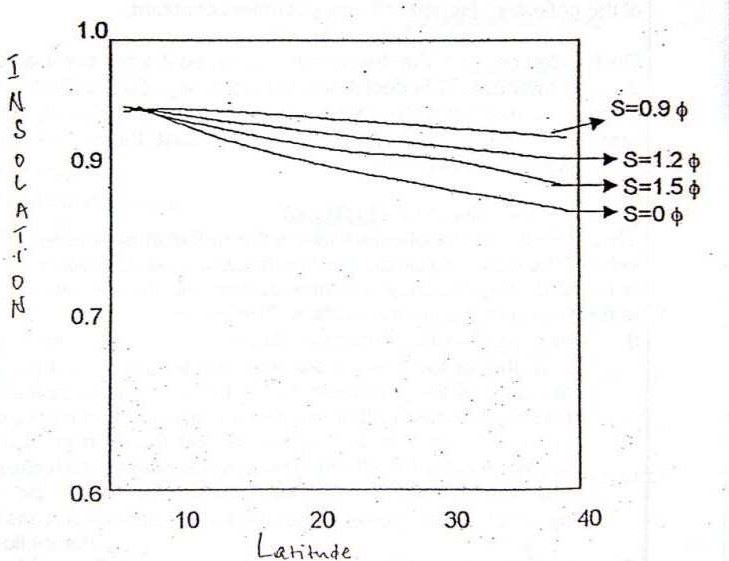 1.0
INSOLATION
S=0.9 ϕ
0.9
S=1.2 ϕ
S=1.5 ϕ
S=0 ϕ
0.7
0.6
10 20 30 40
Latitude